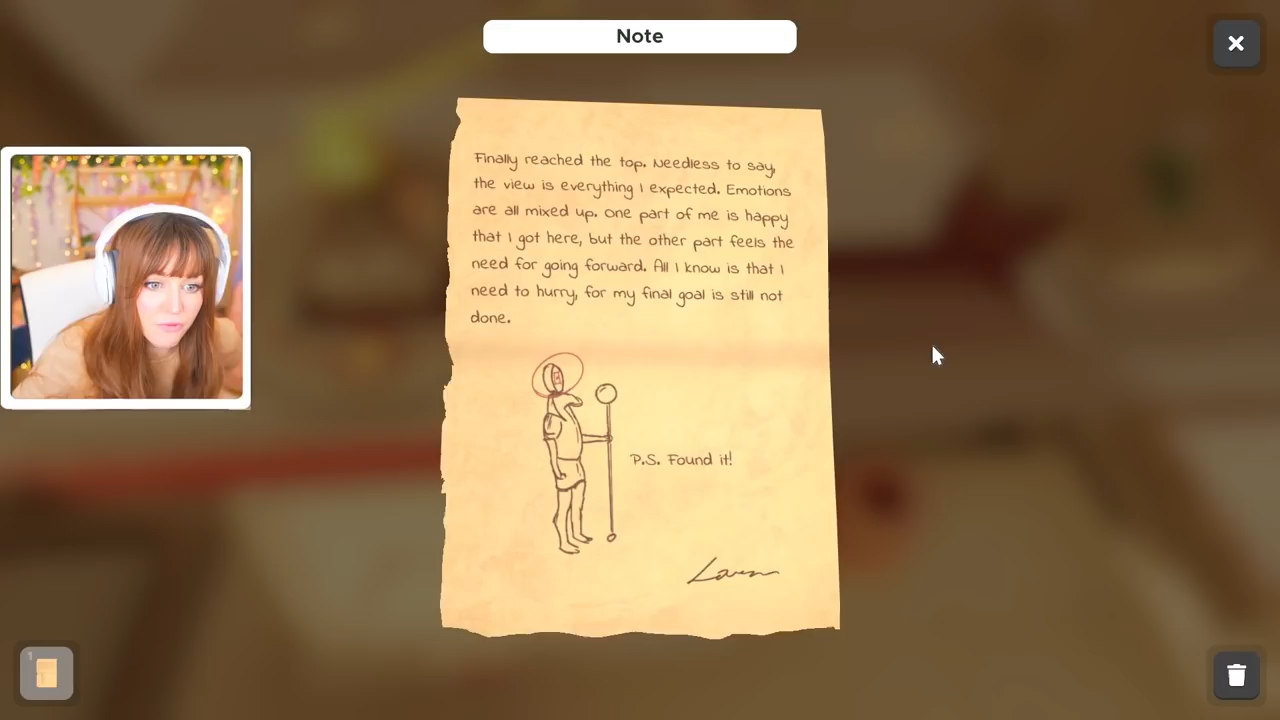 Note
Finally reached the top. Needless to say,
the view is everything I expected. Emotions
are all mixed up. One part of me is happy
that I got here, but the other part feels the
need for going forward. All I know is that I
need to hurry, for my final goal is still not
done.
P.S. Found it!
1